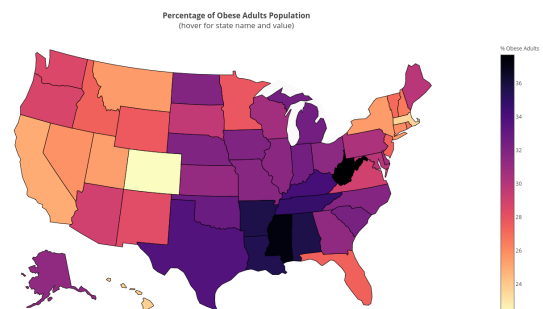 Percentage of Obese Adults Population
(hover for state name and value)
% Obese Adults
36
34
32
30
28
26
24